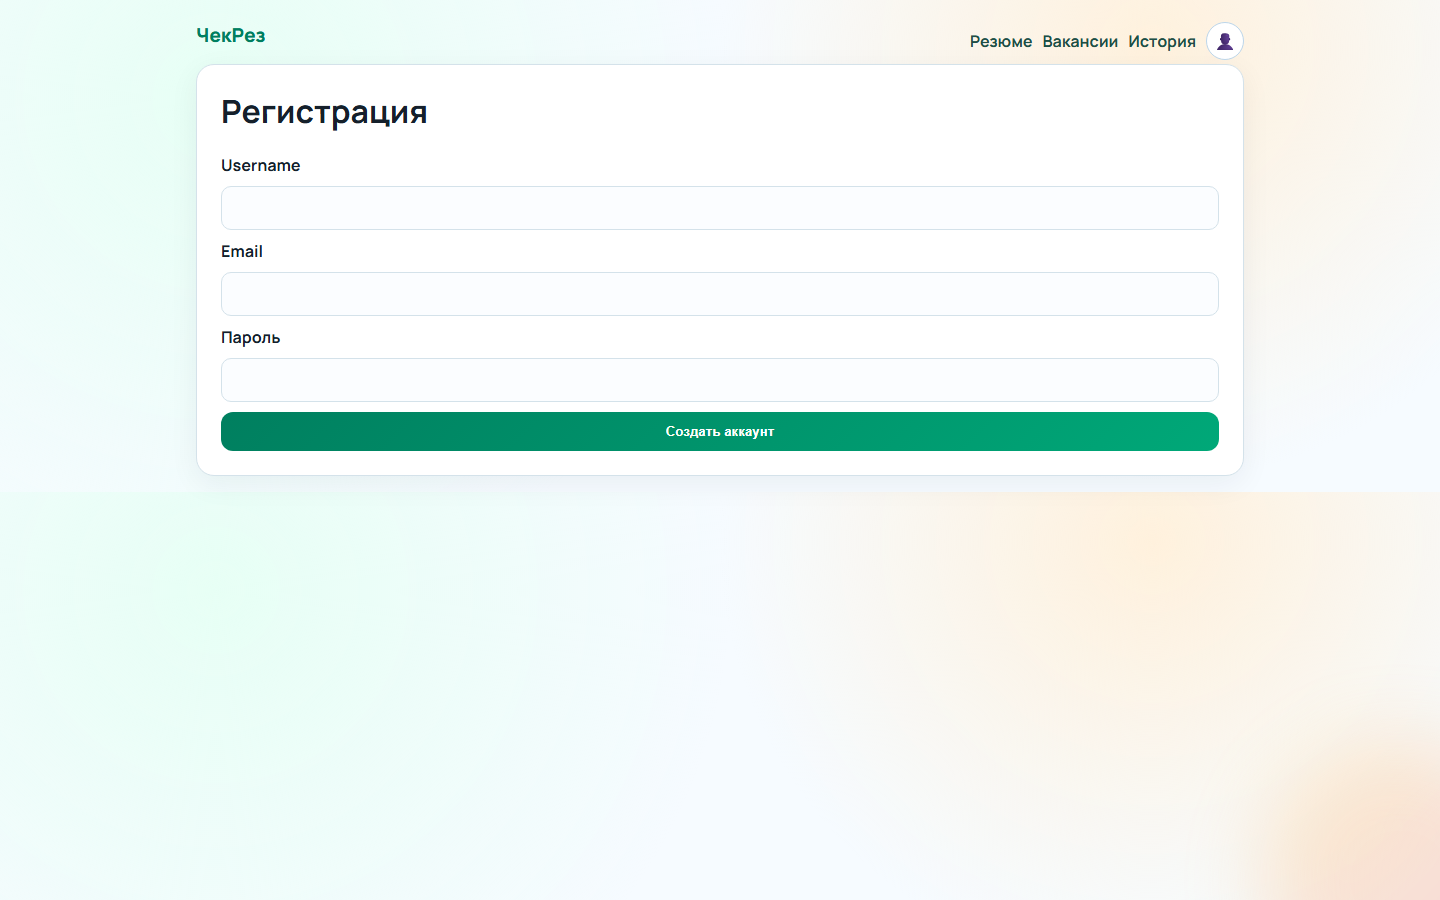 ЧекРез
Резюме Вакансии История
Регистрация
Username
Email
Пароль
Создать аккаунт